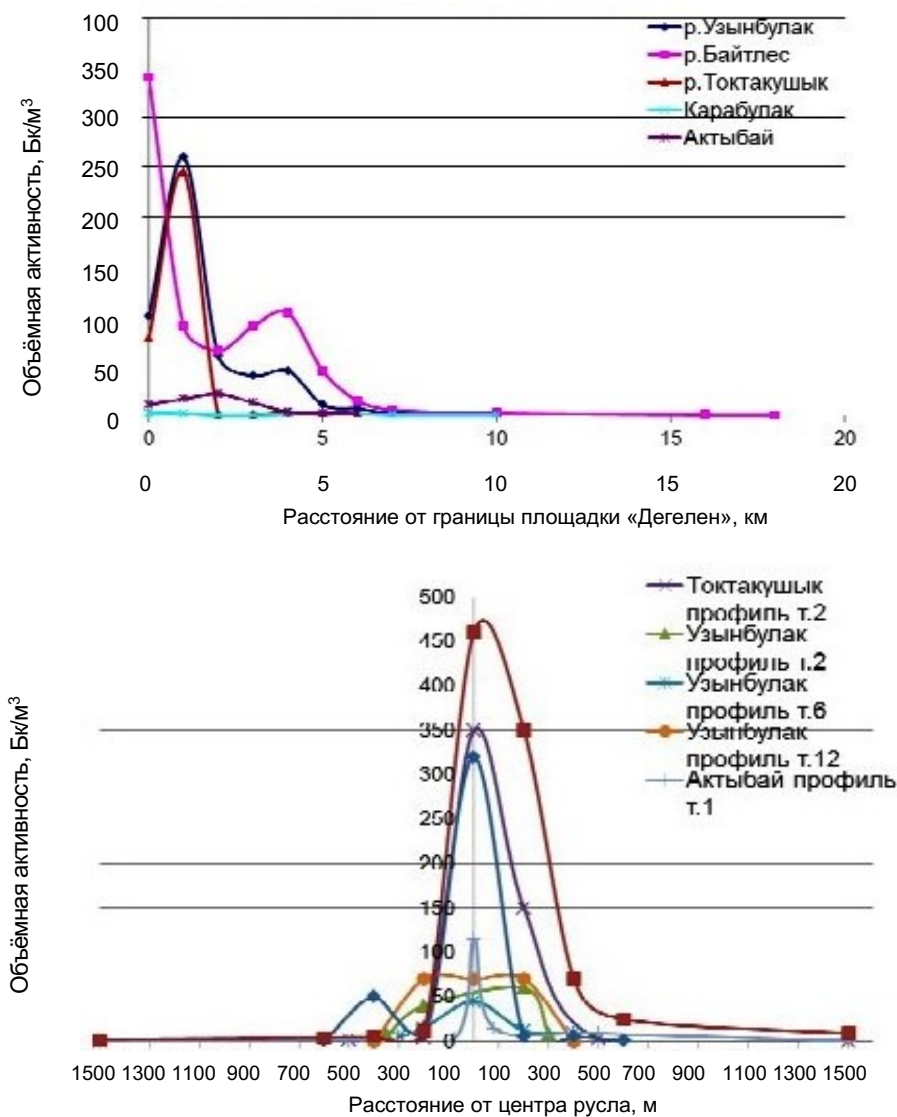 Объёмная активность, Бк/м³
100
350
300
250
200
150
100
50
0
р.Узынбулак
р.Байтлес
р.Токтакушык
Карабулак
Актыбай
0 5 10 15 20
0 5 10 15 20
Расстояние от границы площадки «Дегелен», км
Объёмная активность, Бк/м³
500
450
400
350
300
250
200
150
100
50
0
Токтакушык
профиль т.2
Узынбулак
профиль т.2
Узынбулак
профиль т.6
Узынбулак
профиль т.12
Актыбай профиль
т.1
1500 1300 1100 900 700 500 300 100 100 300 500 700 900 1100 1300 1500
Расстояние от центра русла, м